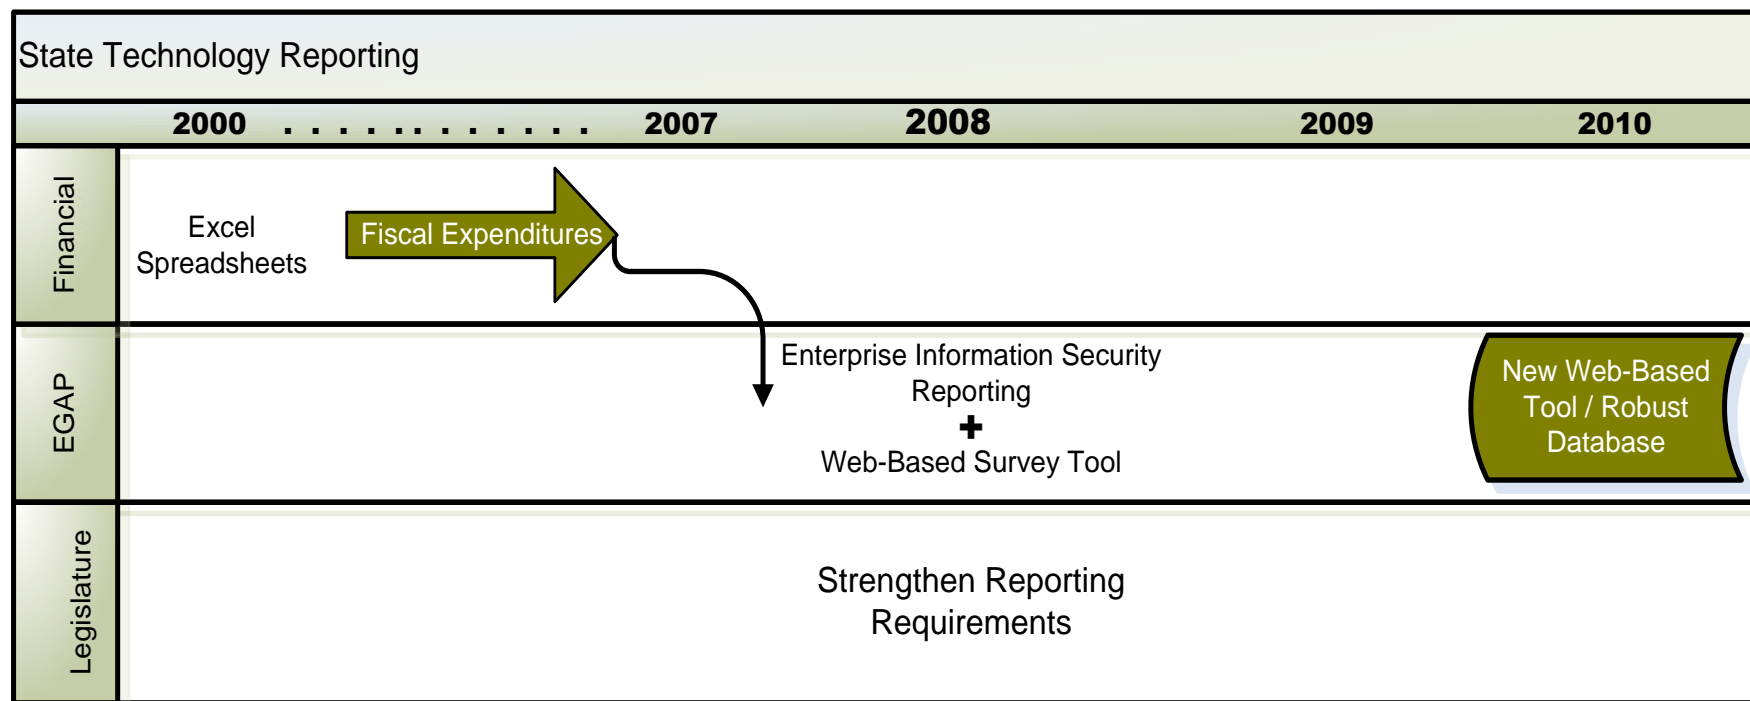 State Technology Reporting
2000 . . . . . . . . . . . . 2007 2008 2009 2010
Financial
Excel
Spreadsheets
Fiscal Expenditures
EGAP
Enterprise Information Security
Reporting
+
Web-Based Survey Tool
New Web-Based
Tool / Robust
Database
Legislature
Strengthen Reporting
Requirements